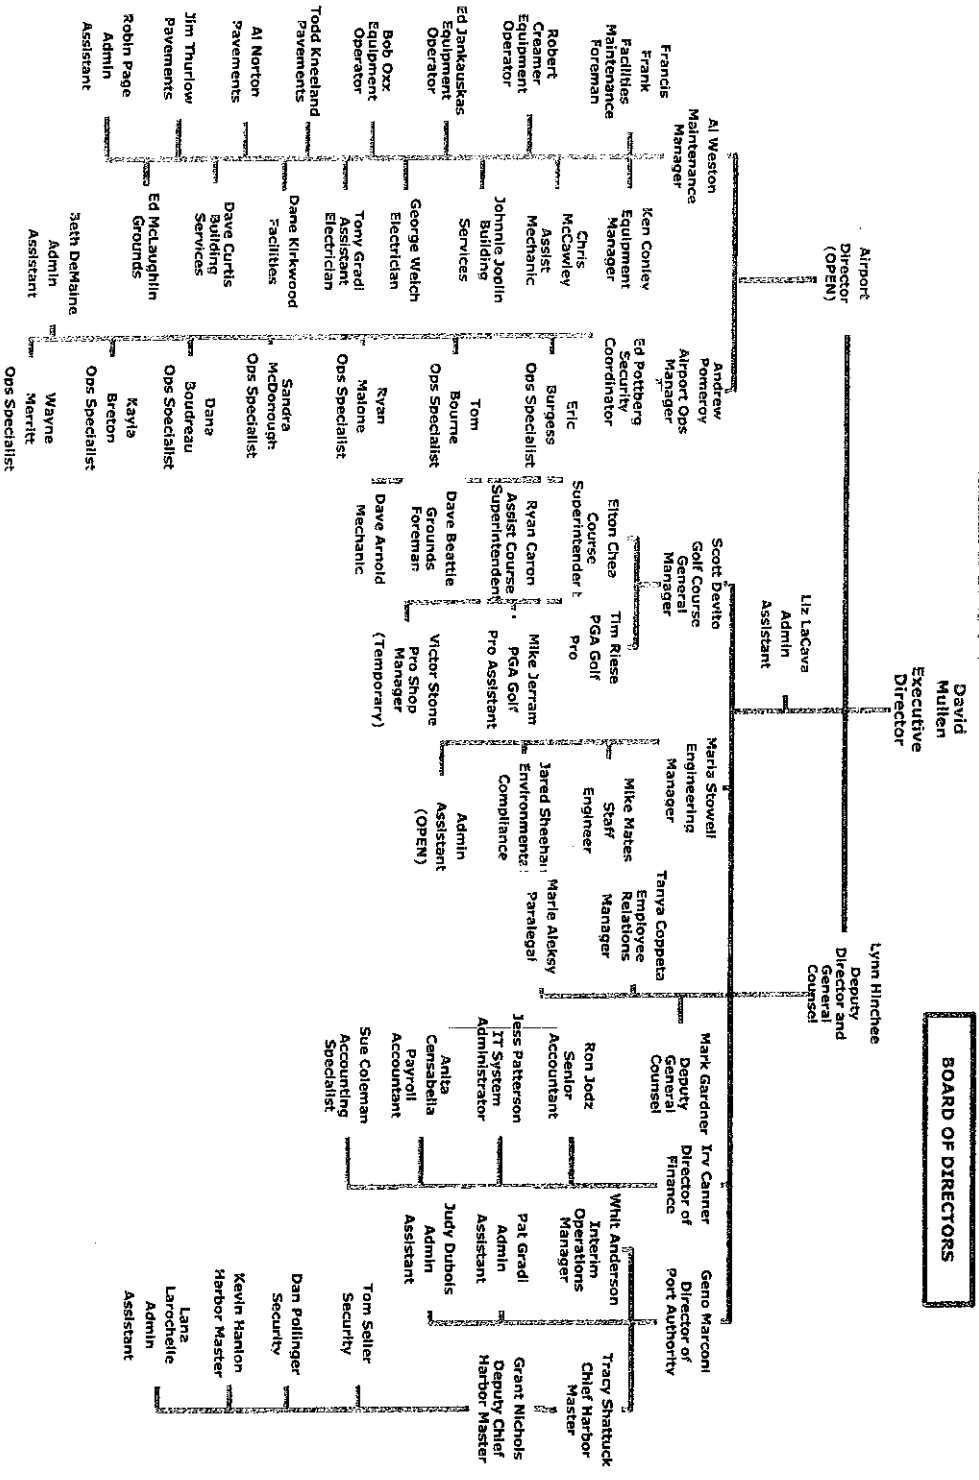 BOARD OF DIRECTORS
David
Mullen
Executive
Director
Liz LaCava
Admin
Assistant
Airport
Director
(OPEN)
Lynn Hinchee
Deputy
Director and
General
Counsel
Al Weston
Maintenance
Manager
Andrew
Pomeroy
Airport Ops
Manager
Scott Devito
Golf Course
General
Manager
Maria Stowell
Engineering
Manager
Mark Gardner
Deputy
General
Counsel
Irv Canner
Director of
Finance
Geno Marconi
Director of
Port Authority
Francis
Frank
Facilities
Maintenance
Foreman
Robert
Creamer
Equipment
Operator
Ed Jankauskas
Equipment
Operator
Bob Oxx
Equipment
Operator
Todd Kneeland
Pavements
Al Norton
Pavements
Jim Thurlow
Pavements
Robin Page
Admin
Assistant
Ken Conley
Equipment
Manager
Chris
McCawley
Assist
Mechanic
Johnnie Joplin
Building
Services
George Welch
Electrician
Tony Gradi
Assistant
Electrician
Dane Kirkwood
Facilities
Dave Curtis
Building
Services
Ed McLaughlin
Grounds
Ed Pottberg
Security
Coordinator
Beth DeMaine
Admin
Assistant
Eric
Burgess
Ops Specialist
Tom
Bourne
Ops Specialist
Ryan
Malone
Ops Specialist
Sandra
McDonough
Ops Specialist
Dana
Boudreau
Ops Specialist
Kayla
Breton
Ops Specialist
Wayne
Merritt
Ops Specialist
Elton Chea
Course
Superintendent
Ryan Caron
Assist Course
Superintendent
Dave Beattie
Grounds
Foreman
Dave Arnold
Mechanic
Tim Riese
PGA Golf
Pro
Mike Jerram
PGA Golf
Pro Assistant
Victor Stone
Pro Shop
Manager
(Temporary)
Mike Mates
Staff
Engineer
Jared Sheehan
Environmental
Compliance
Admin
Assistant
(OPEN)
Tanya Coppeta
Employee
Relations
Manager
Marie Aleksy
Paralegal
Ron Jodz
Senior
Accountant
Jess Patterson
IT System
Administrator
Anita
Censabella
Payroll
Accountant
Sue Coleman
Accounting
Specialist
Whit Anderson
Interim
Operations
Manager
Pat Gradi
Admin
Assistant
Judy Dubois
Admin
Assistant
Tracy Shattuck
Chief Harbor
Master
Grant Nichols
Deputy Chief
Harbor Master
Tom Seller
Security
Dan Pollinger
Security
Kevin Hanlon
Harbor Master
Lana
Larochelle
Admin
Assistant